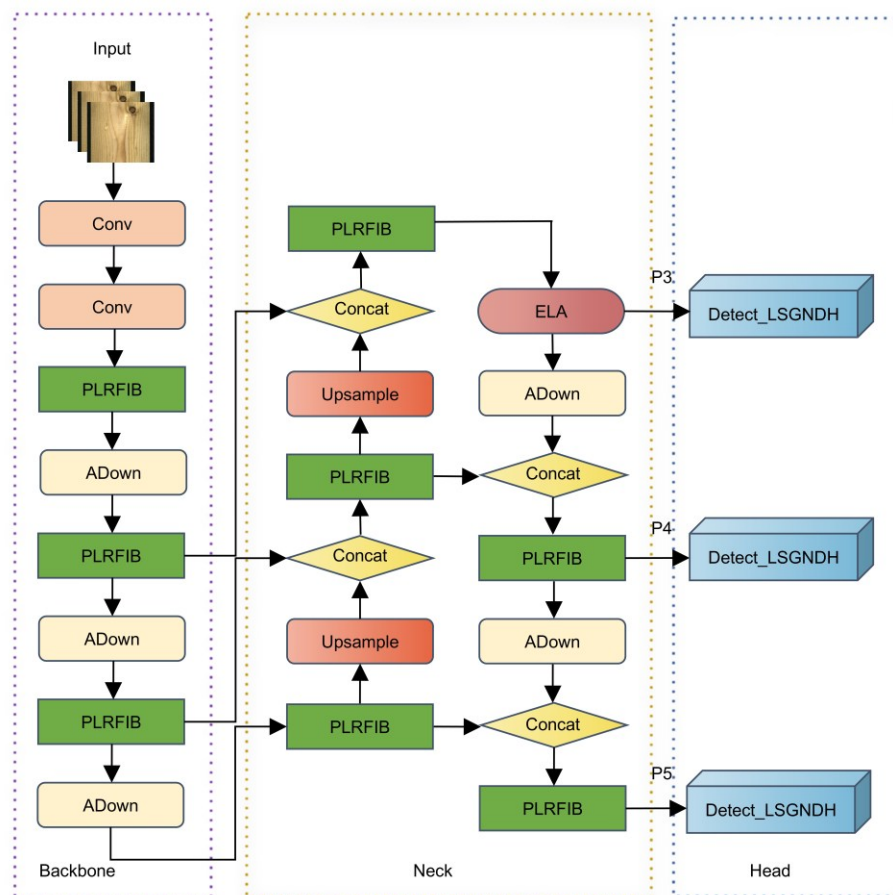 Input
Conv
Conv
PLRFIB
ADown
PLRFIB
ADown
PLRFIB
ADown
Backbone
PLRFIB
Concat
Upsample
PLRFIB
Concat
Upsample
PLRFIB
ELA
ADown
Concat
PLRFIB
ADown
Concat
PLRFIB
Neck
P3
Detect_LSGNDH
P4
Detect_LSGNDH
P5
Detect_LSGNDH
Head